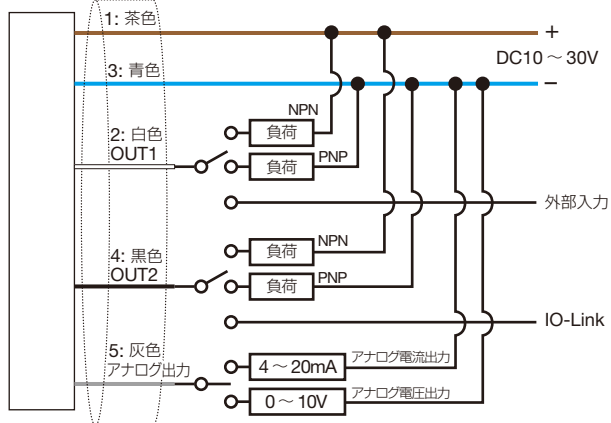 1: 茶色
+
DC10～30V
3: 青色
−
NPN
2: 白色
負荷
OUT1
PNP
負荷
外部入力
NPN
4: 黒色
負荷
OUT2
PNP
負荷
IO-Link
5: 灰色
アナログ電流出力
アナログ出力
4～20mA
アナログ電圧出力
0～10V